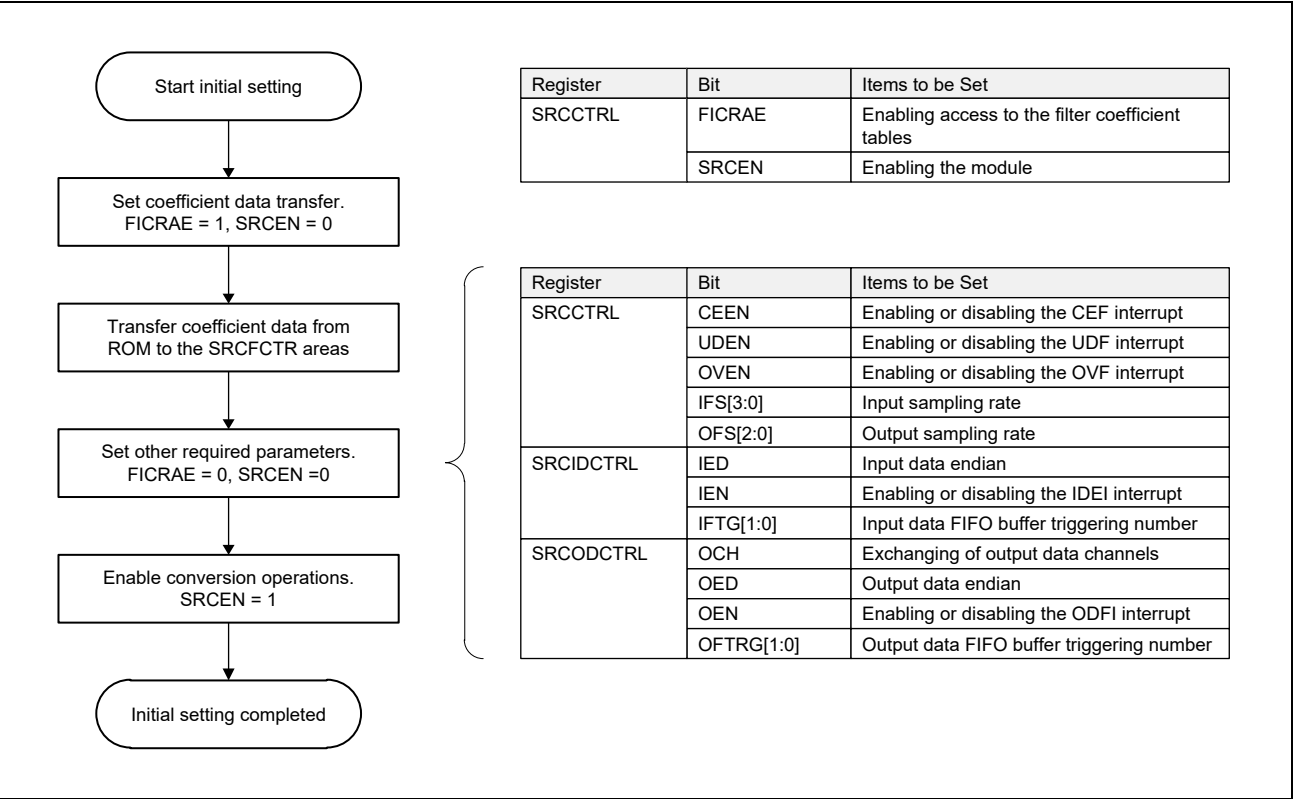 Start initial setting
Set coefficient data transfer.
FICRAE = 1, SRCEN = 0
Transfer coefficient data from
ROM to the SRCFCTR areas
Set other required parameters.
FICRAE = 0, SRCEN =0
Enable conversion operations.
SRCEN = 1
Initial setting completed
Register Bit Items to be Set
SRCCTRL FICRAE Enabling access to the filter coefficient
tables
SRCEN Enabling the module
Register Bit Items to be Set
SRCCTRL CEEN Enabling or disabling the CEF interrupt
UDEN Enabling or disabling the UDF interrupt
OVEN Enabling or disabling the OVF interrupt
IFS[3:0] Input sampling rate
OFS[2:0] Output sampling rate
SRCIDCTRL IED Input data endian
IEN Enabling or disabling the IDEI interrupt
IFTG[1:0] Input data FIFO buffer triggering number
SRCODCTRL OCH Exchanging of output data channels
OED Output data endian
OEN Enabling or disabling the ODFI interrupt
OFTRG[1:0] Output data FIFO buffer triggering number